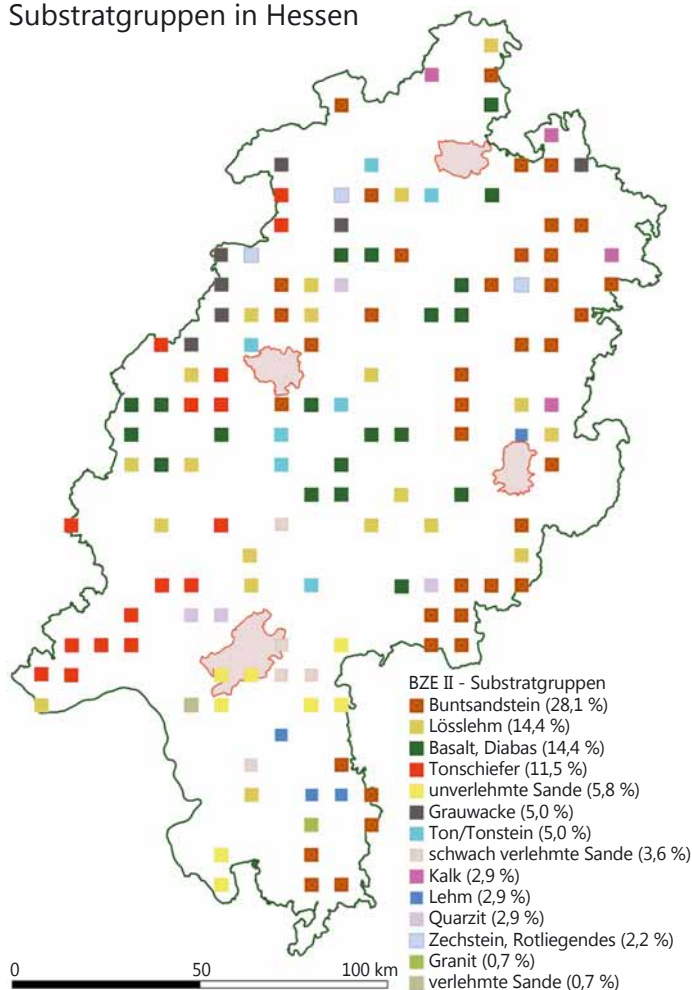 Substratgruppen in Hessen
BZE II - Substratgruppen
Buntsandstein (28,1 %)
Lösslehm (14,4 %)
Basalt, Diabas (14,4 %)
Tonschiefer (11,5 %)
unverlehmte Sande (5,8 %)
Grauwacke (5,0 %)
Ton/Tonstein (5,0 %)
schwach verlehmte Sande (3,6 %)
Kalk (2,9 %)
Lehm (2,9 %)
Quarzit (2,9 %)
Zechstein, Rotliegendes (2,2 %)
Granit (0,7 %)
verlehmte Sande (0,7 %)
0 50 100 km